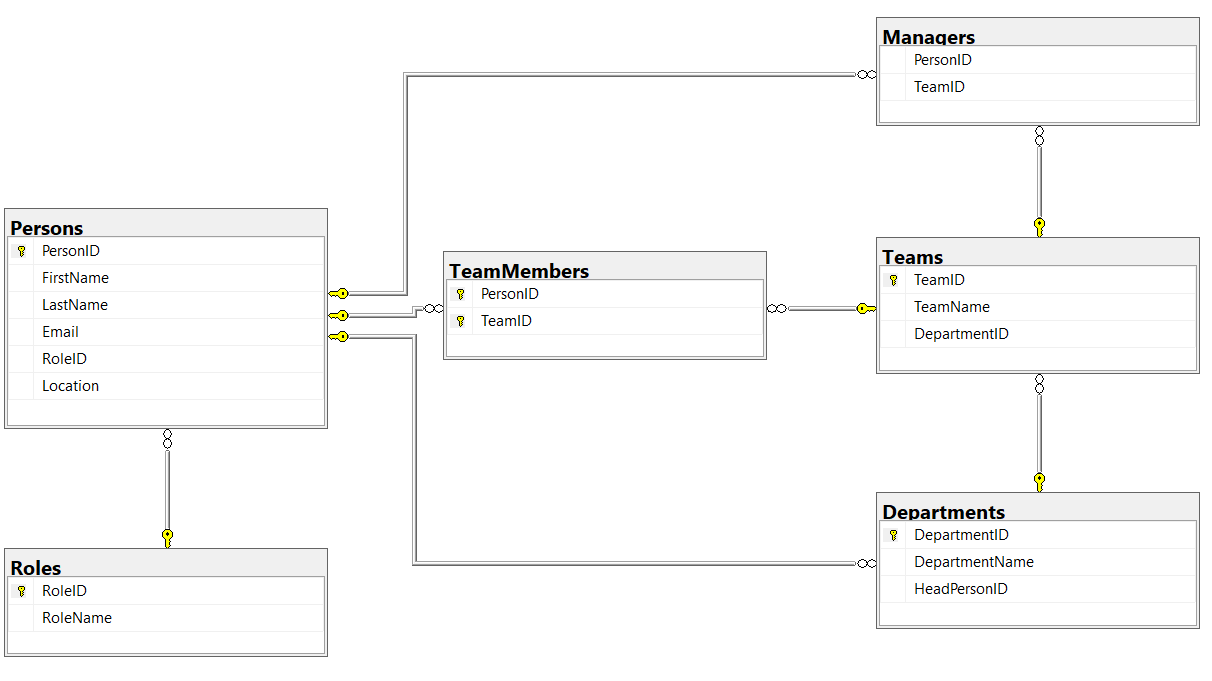 Managers
PersonID
TeamID
Persons
PersonID
FirstName
LastName
Email
RoleID
Location
TeamMembers
PersonID
TeamID
Teams
TeamID
TeamName
DepartmentID
Roles
RoleID
RoleName
Departments
DepartmentID
DepartmentName
HeadPersonID